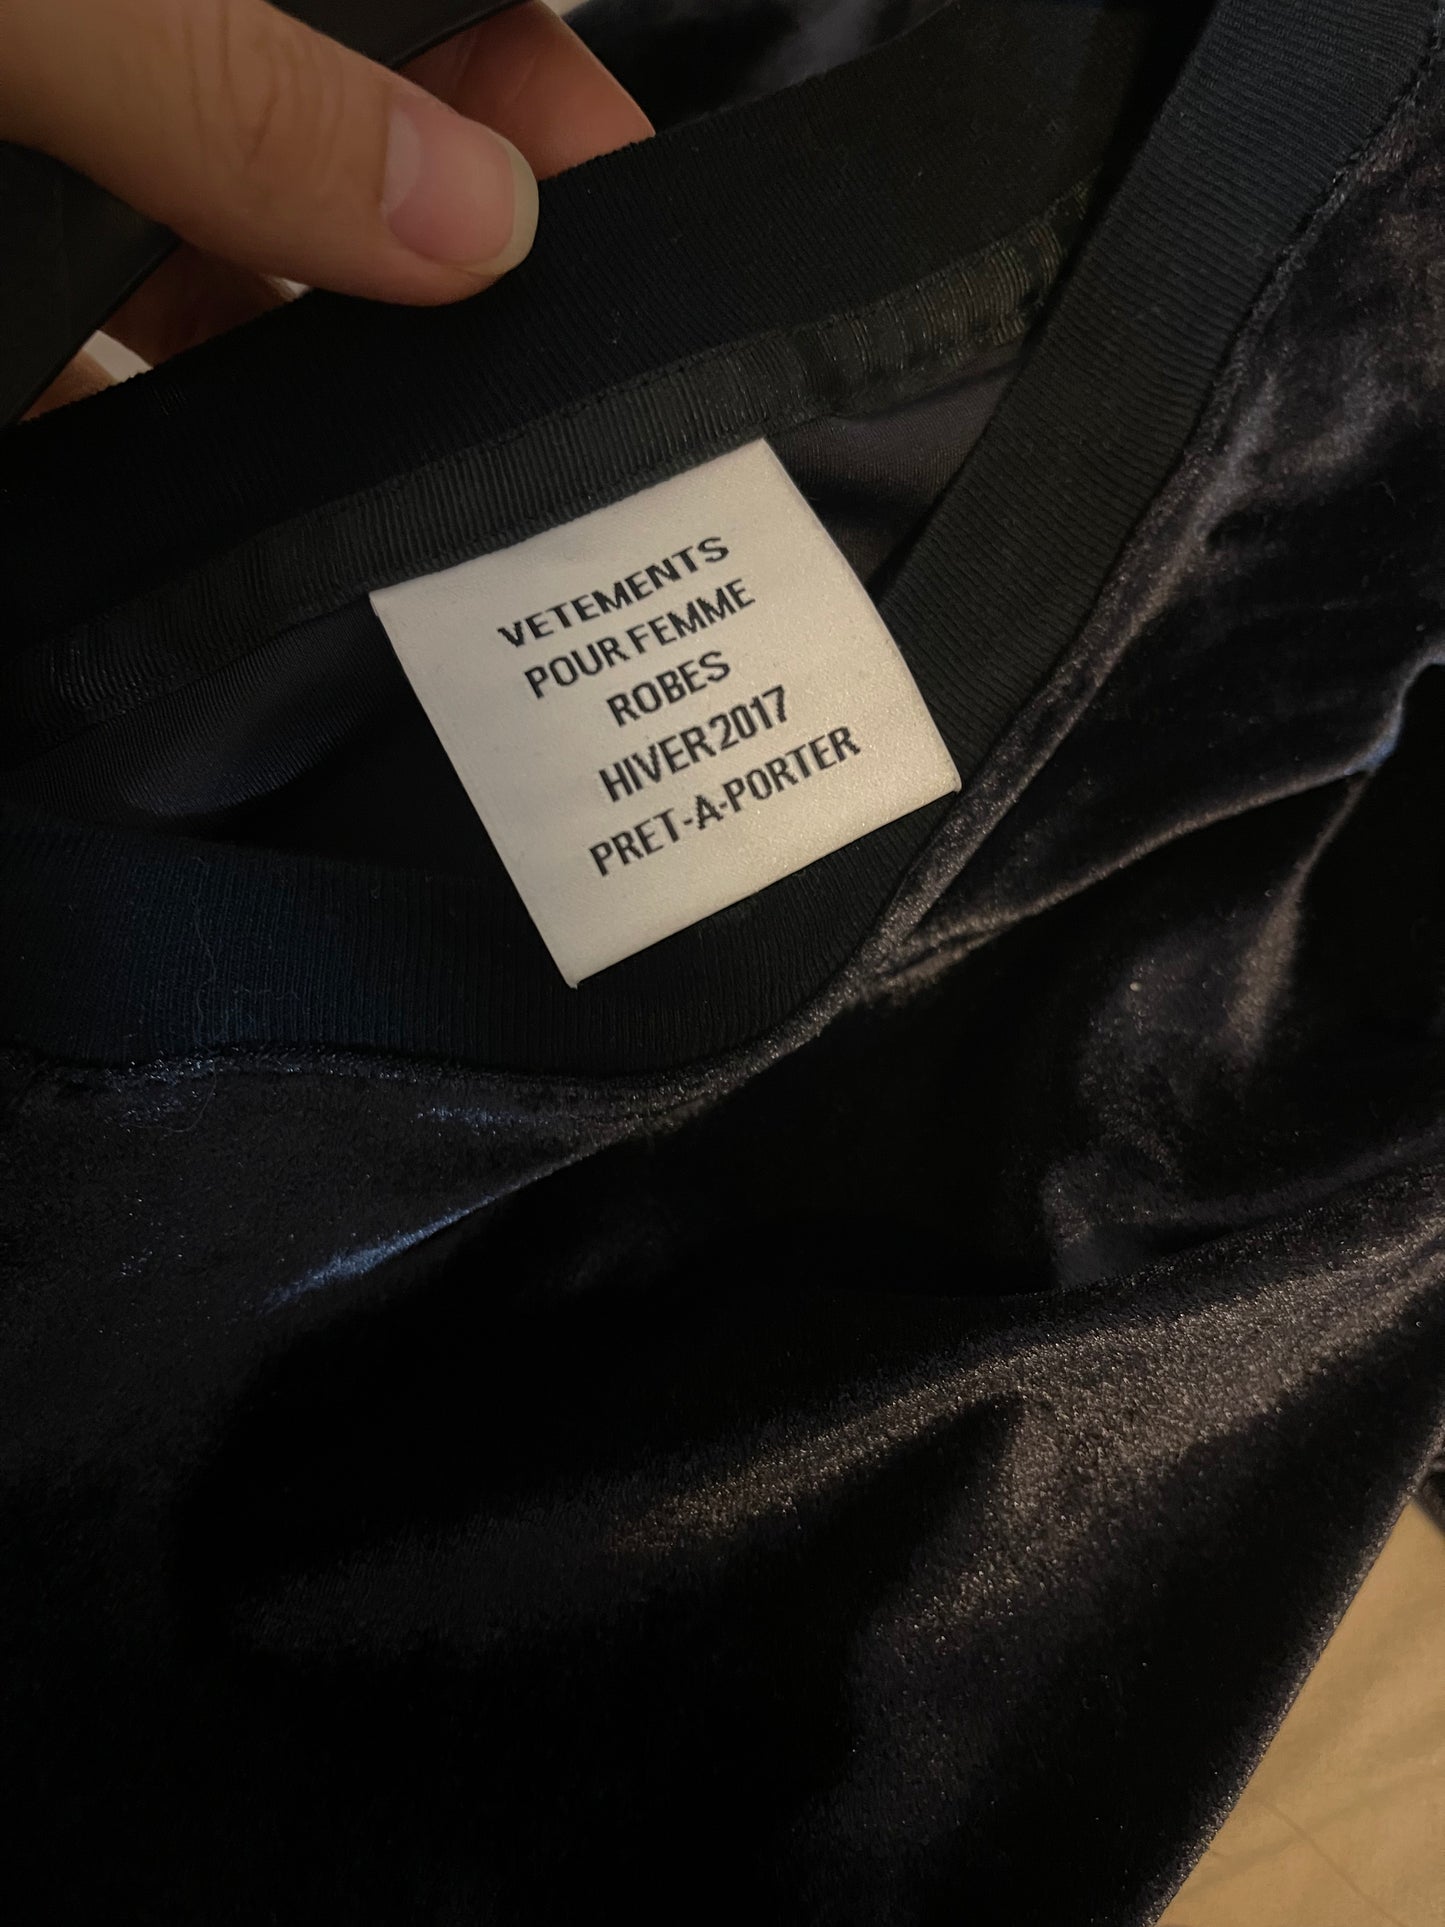 VETEMENTS
POUR FEMME
ROBES
HIVER 2017
PRET-A-PORTER